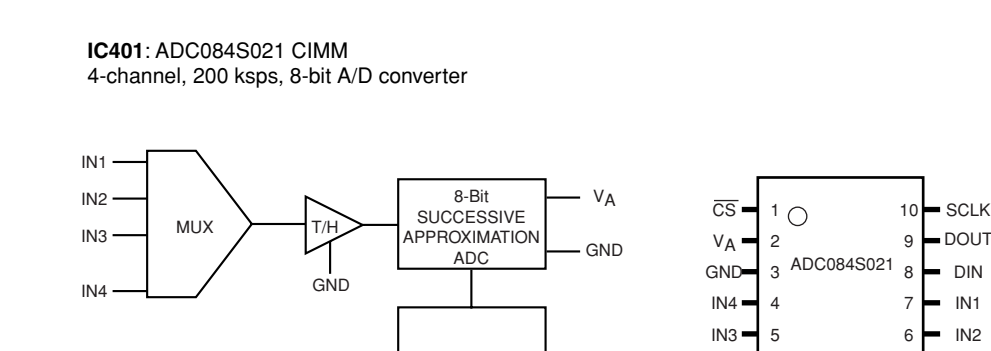 IC401: ADC084S021 CIMM
4-channel, 200 ksps, 8-bit A/D converter
IN1
IN2
IN3
IN4
MUX
T/H
GND
8-Bit
SUCCESSIVE
APPROXIMATION
ADC
VA
GND
CS
VA
GND
IN4
IN3
1
2
3
4
5
ADC084S021
10
9
8
7
6
SCLK
DOUT
DIN
IN1
IN2